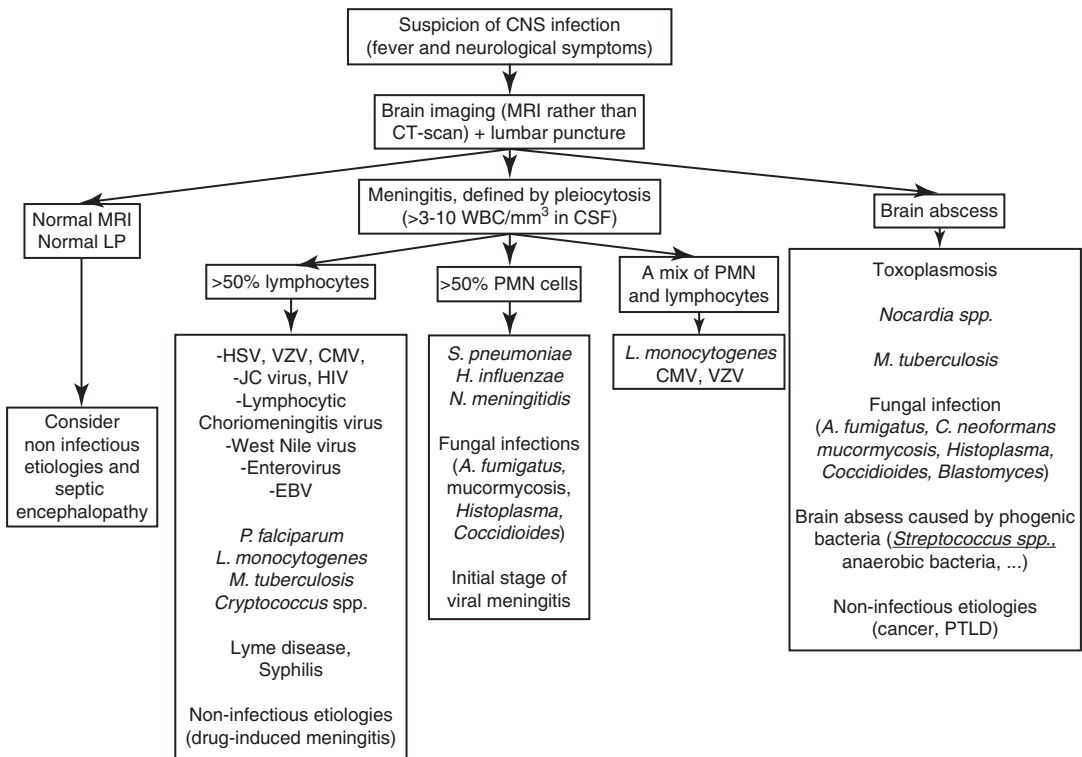 Suspicion of CNS infection
(fever and neurological symptoms)
Brain imaging (MRI rather than
CT-scan) + lumbar puncture
Normal MRI
Normal LP
Meningitis, defined by pleiocytosis
(>3-10 WBC/mm³ in CSF)
Brain abscess
>50% lymphocytes
>50% PMN cells
A mix of PMN
and lymphocytes
Consider
non infectious
etiologies and
septic
encephalopathy
-HSV, VZV, CMV,
-JC virus, HIV
-Lymphocytic
Choriomeningitis virus
-West Nile virus
-Enterovirus
-EBV
P. falciparum
L. monocytogenes
M. tuberculosis
Cryptococcus spp.
Lyme disease,
Syphilis
Non-infectious etiologies
(drug-induced meningitis)
S. pneumoniae
H. influenzae
N. meningitidis
Fungal infections
(A. fumigatus,
mucormycosis,
Histoplasma,
Coccidioides)
Initial stage of
viral meningitis
L. monocytogenes
CMV, VZV
Toxoplasmosis
Nocardia spp.
M. tuberculosis
Fungal infection
(A. fumigatus, C. neoformans
mucormycosis, Histoplasma,
Coccidioides, Blastomyces)
Brain absess caused by phogenic
bacteria (Streptococcus spp.,
anaerobic bacteria, ...)
Non-infectious etiologies
(cancer, PTLD)